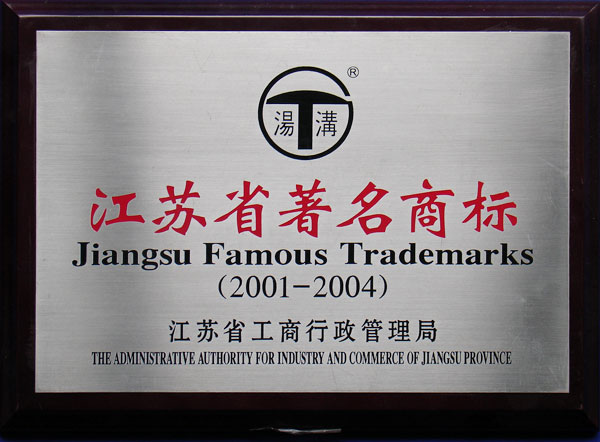 ®
湯 溝
江苏省著名商标
Jiangsu Famous Trademarks
(2001-2004)
江苏省工商行政管理局
THE ADMINISTRATIVE AUTHORITY FOR INDUSTRY AND COMMERCE OF JIANGSU PROVINCE